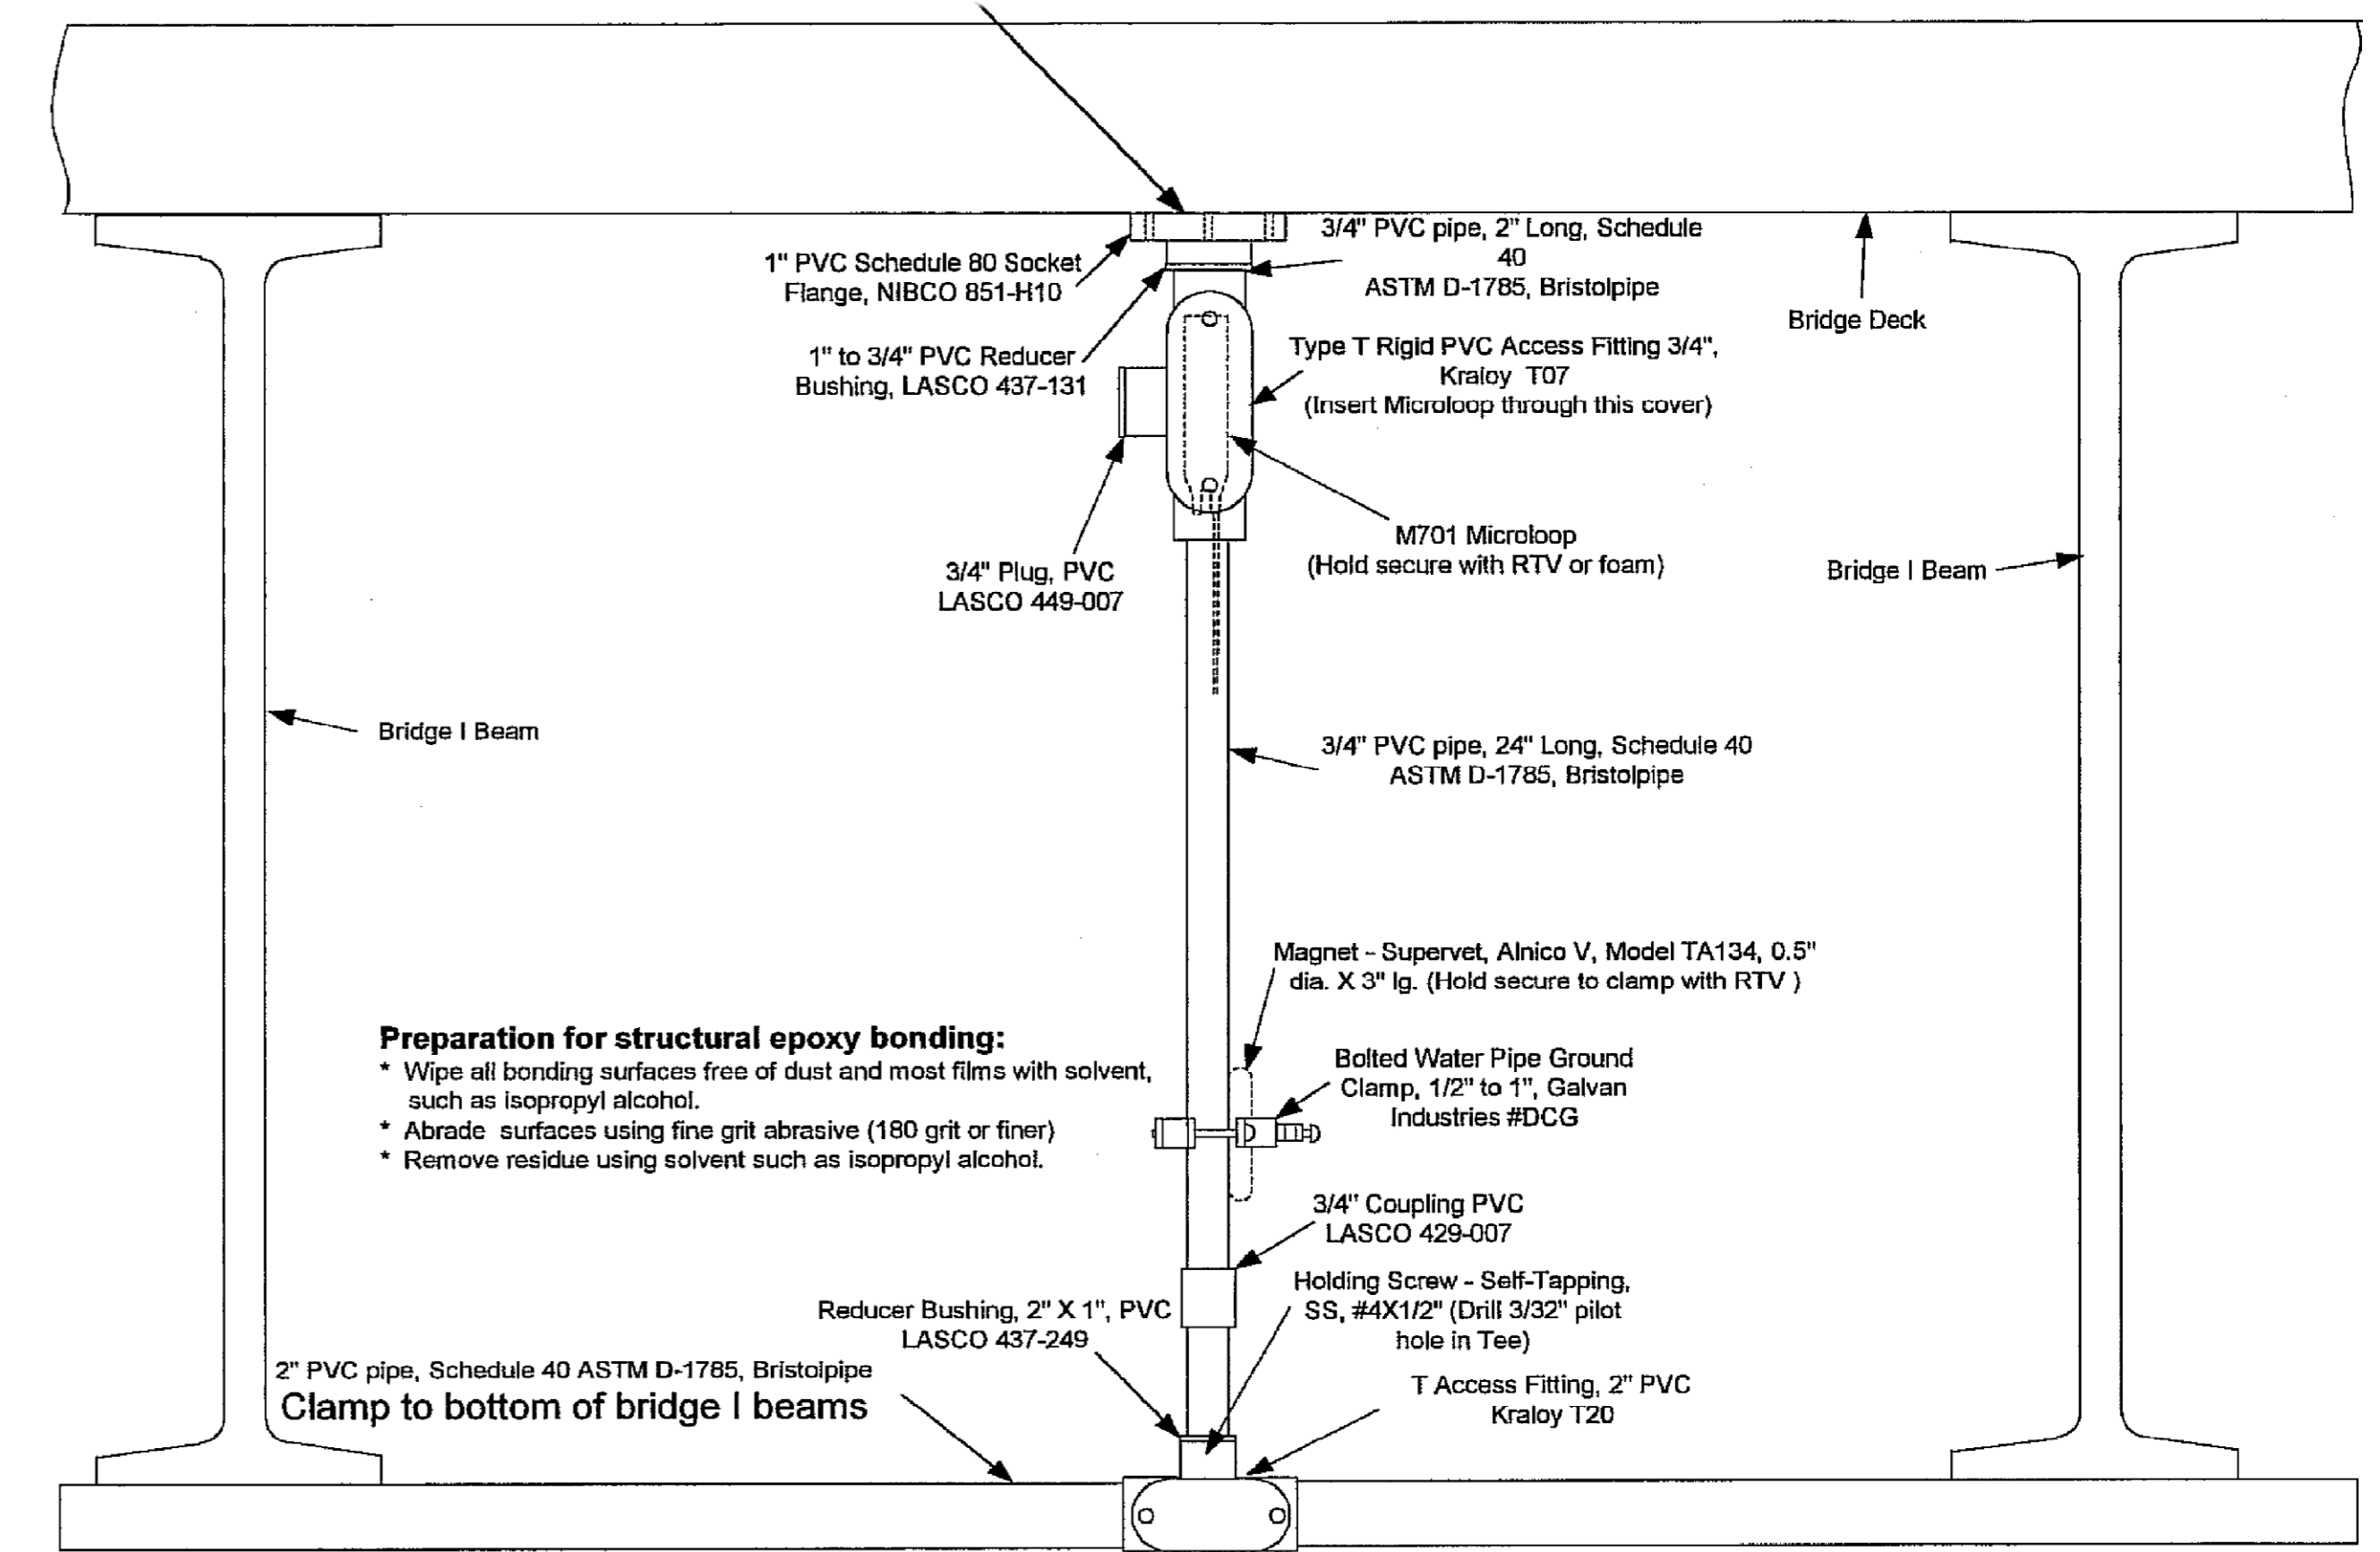 3/4" PVC pipe, 2" Long, Schedule
40
ASTM D-1785, Bristolpipe
1" PVC Schedule 80 Socket
Flange, NIBCO 851-H10
Bridge Deck
1" to 3/4" PVC Reducer
Bushing, LASCO 437-131
Type T Rigid PVC Access Fitting 3/4",
Kraloy T07
(Insert Microloop through this cover)
M701 Microloop
(Hold secure with RTV or foam)
3/4" Plug, PVC
LASCO 449-007
Bridge I Beam
Bridge I Beam
3/4" PVC pipe, 24" Long, Schedule 40
ASTM D-1785, Bristolpipe
Magnet - Supervet, Alnico V, Model TA134, 0.5"
dia. X 3" lg. (Hold secure to clamp with RTV )
Preparation for structural epoxy bonding:
* Wipe all bonding surfaces free of dust and most films with solvent,
such as isopropyl alcohol.
* Abrade surfaces using fine grit abrasive (180 grit or finer)
* Remove residue using solvent such as isopropyl alcohol.
Bolted Water Pipe Ground
Clamp, 1/2" to 1", Galvan
Industries #DCG
3/4" Coupling PVC
LASCO 429-007
Holding Screw - Self-Tapping,
SS, #4X1/2" (Drill 3/32" pilot
hole in Tee)
Reducer Bushing, 2" X 1", PVC
LASCO 437-249
2" PVC pipe, Schedule 40 ASTM D-1785, Bristolpipe
Clamp to bottom of bridge I beams
T Access Fitting, 2" PVC
Kraloy T20